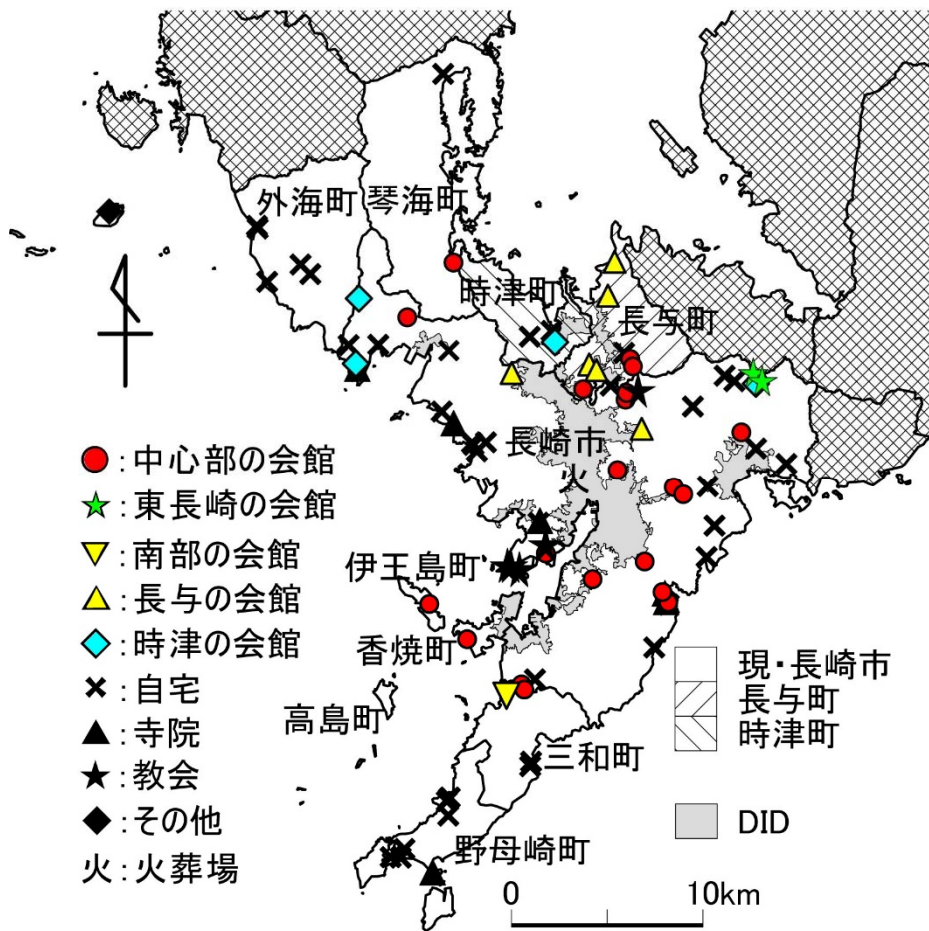 外海町
琴海町
時津町
長与町
長崎市
火
伊王島町
香焼町
高島町
三和町
野母崎町
：中心部の会館
：東長崎の会館
：南部の会館
：長与の会館
：時津の会館
：自宅
：寺院
：教会
：その他
火：火葬場
現・長崎市
長与町
時津町
DID
0 10km